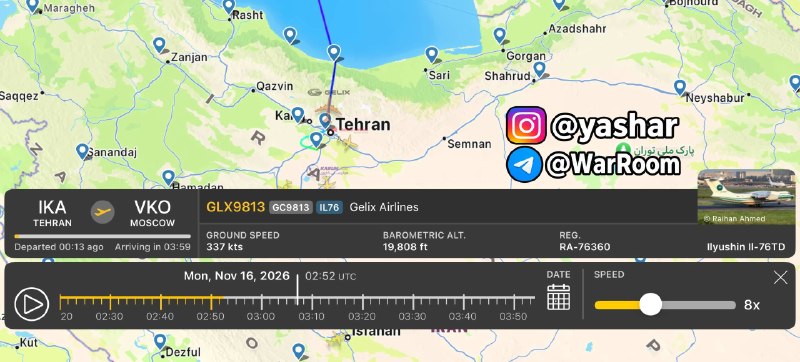 Maragheh
Rasht
Bojnourd
Azadshahr
Zanjan
Gorgan
Sari
Shahrud
Saqqez
Qazvin
GELIX
Neyshabur
Tehran
@yashar
Semnan
Sanandaj
پارک ملی توران
@WarRoom
Hamadan
IKA
VKO
TEHRAN
MOSCOW
Departed 00:13 ago
Arriving in 03:59
GLX9813 GC9813 IL76 Gelix Airlines
GROUND SPEED
337 kts
BAROMETRIC ALT.
19,808 ft
REG.
RA-76360
© Raihan Ahmed
Ilyushin Il-76TD
Mon, Nov 16, 2026 02:52 UTC
20 02:30 02:40 02:50 03:00 03:10 03:20 03:30 03:40 03:50
DATE
SPEED
8x
Isfahan
IRAN
Dezful
Kut